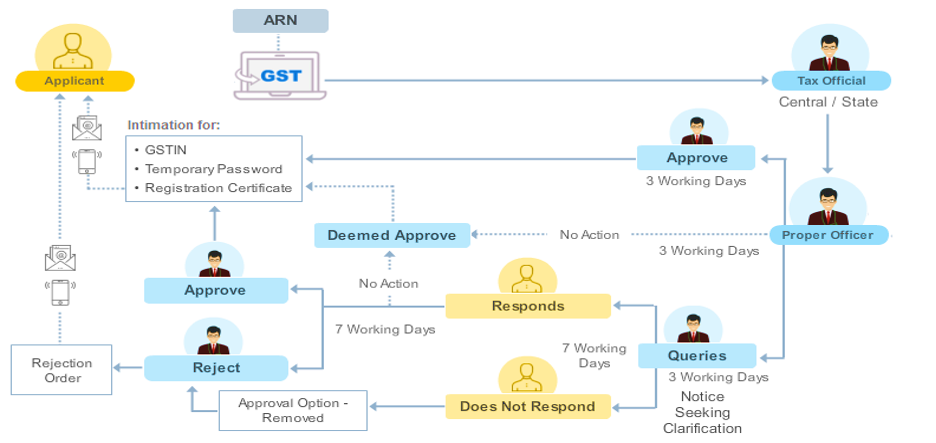 ARN
GST
Applicant
Tax Official
Central / State
Intimation for:
• GSTIN
• Temporary Password
• Registration Certificate
Approve
3 Working Days
Deemed Approve
No Action
3 Working Days
Proper Officer
Approve
No Action
7 Working Days
Responds
7 Working
Days
Queries
3 Working Days
Notice
Seeking
Clarification
Rejection
Order
Reject
Approval Option -
Removed
Does Not Respond